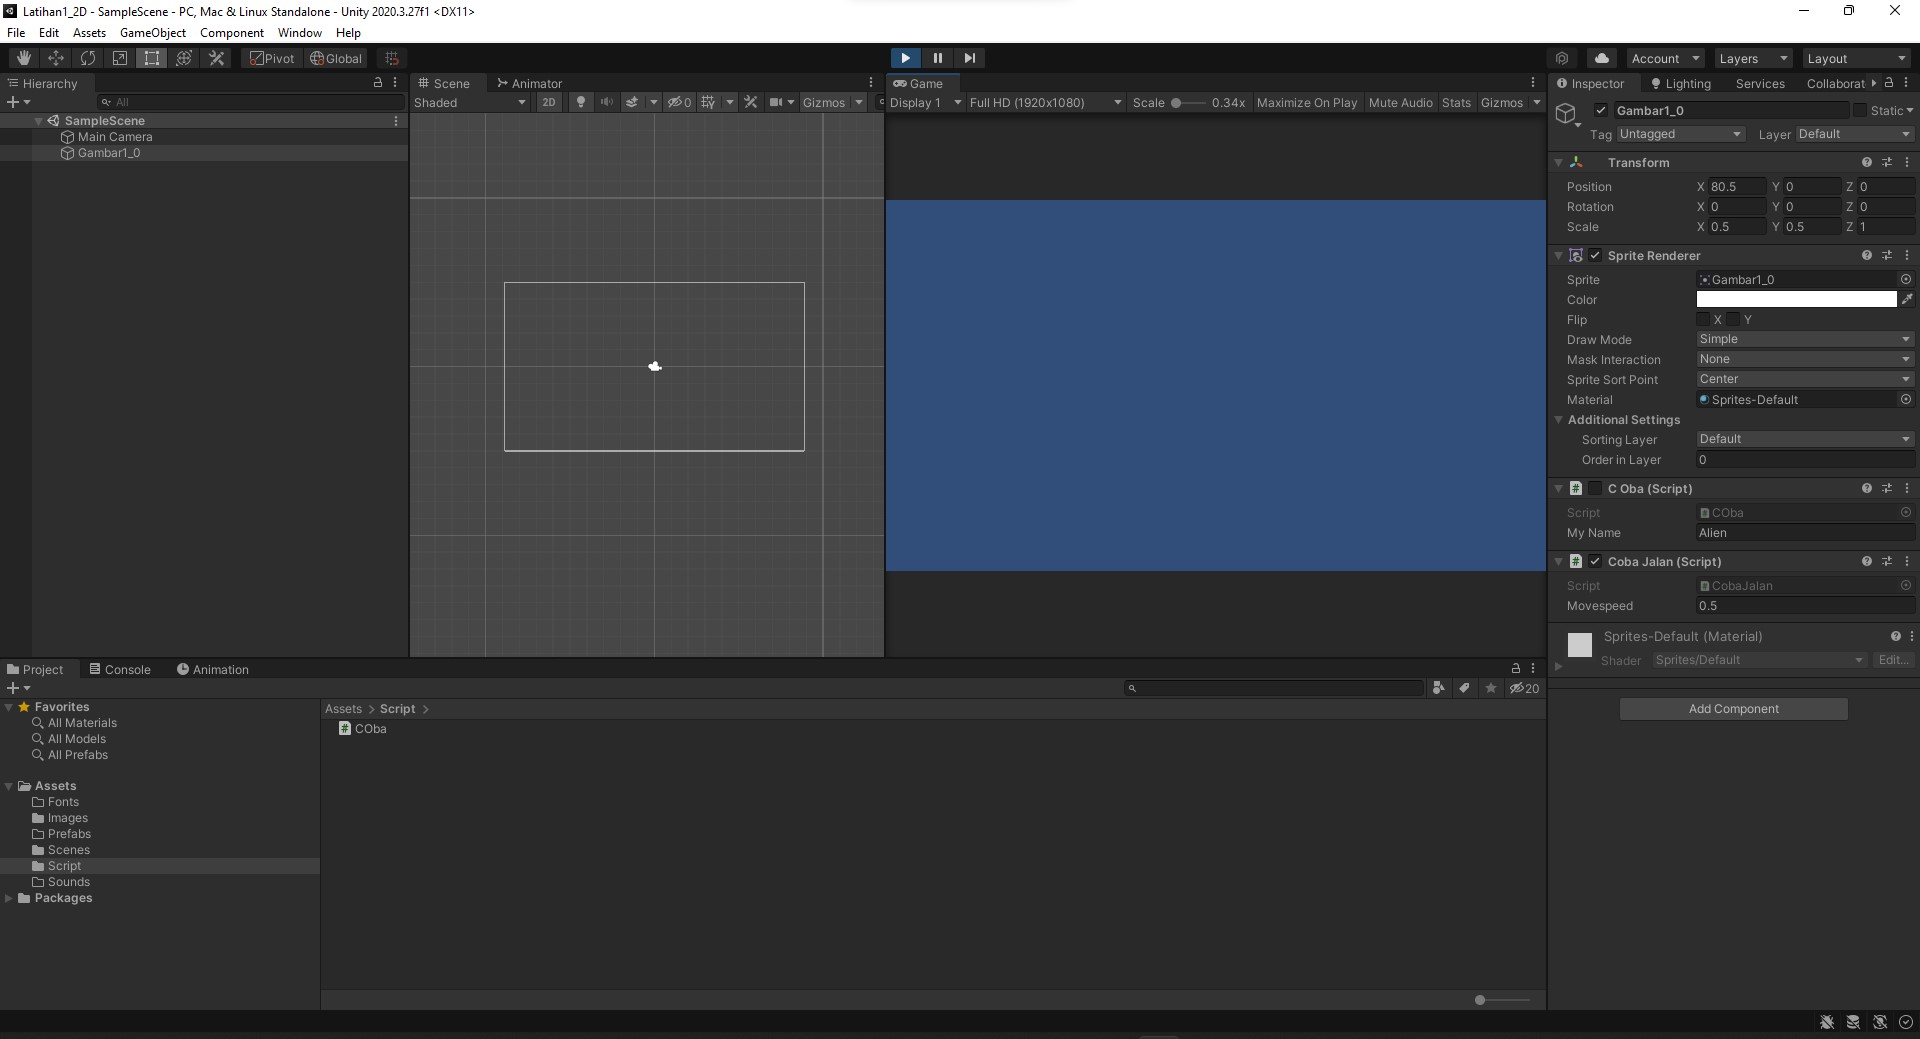 Latihan1_2D - SampleScene - PC, Mac & Linux Standalone - Unity 2020.3.27f1 <DX11>
File Edit Assets GameObject Component Window Help
Pivot Global Account Layers Layout
Hierarchy
All
SampleScene
Main Camera
Gambar1_0
Scene Animator
Shaded 2D 0 Gizmos
Game
Display 1 Full HD (1920x1080) Scale 0.34x Maximize On Play Mute Audio Stats Gizmos
Inspector Lighting Services Collaborat
Gambar1_0 Static
Tag Untagged Layer Default
Transform
Position X 80.5 Y 0 Z 0
Rotation X 0 Y 0 Z 0
Scale X 0.5 Y 0.5 Z 1
Sprite Renderer
Sprite Gambar1_0
Color
Flip X Y
Draw Mode Simple
Mask Interaction None
Sprite Sort Point Center
Material Sprites-Default
Additional Settings
Sorting Layer Default
Order in Layer 0
# C Oba (Script)
Script COba
My Name Alien
# Coba Jalan (Script)
Script CobaJalan
Movespeed 0.5
Sprites-Default (Material)
Shader Sprites/Default Edit...
Add Component
Project Console Animation
20
Favorites
All Materials
All Models
All Prefabs
Assets
Fonts
Images
Prefabs
Scenes
Script
Sounds
Packages
Assets > Script >
# COba